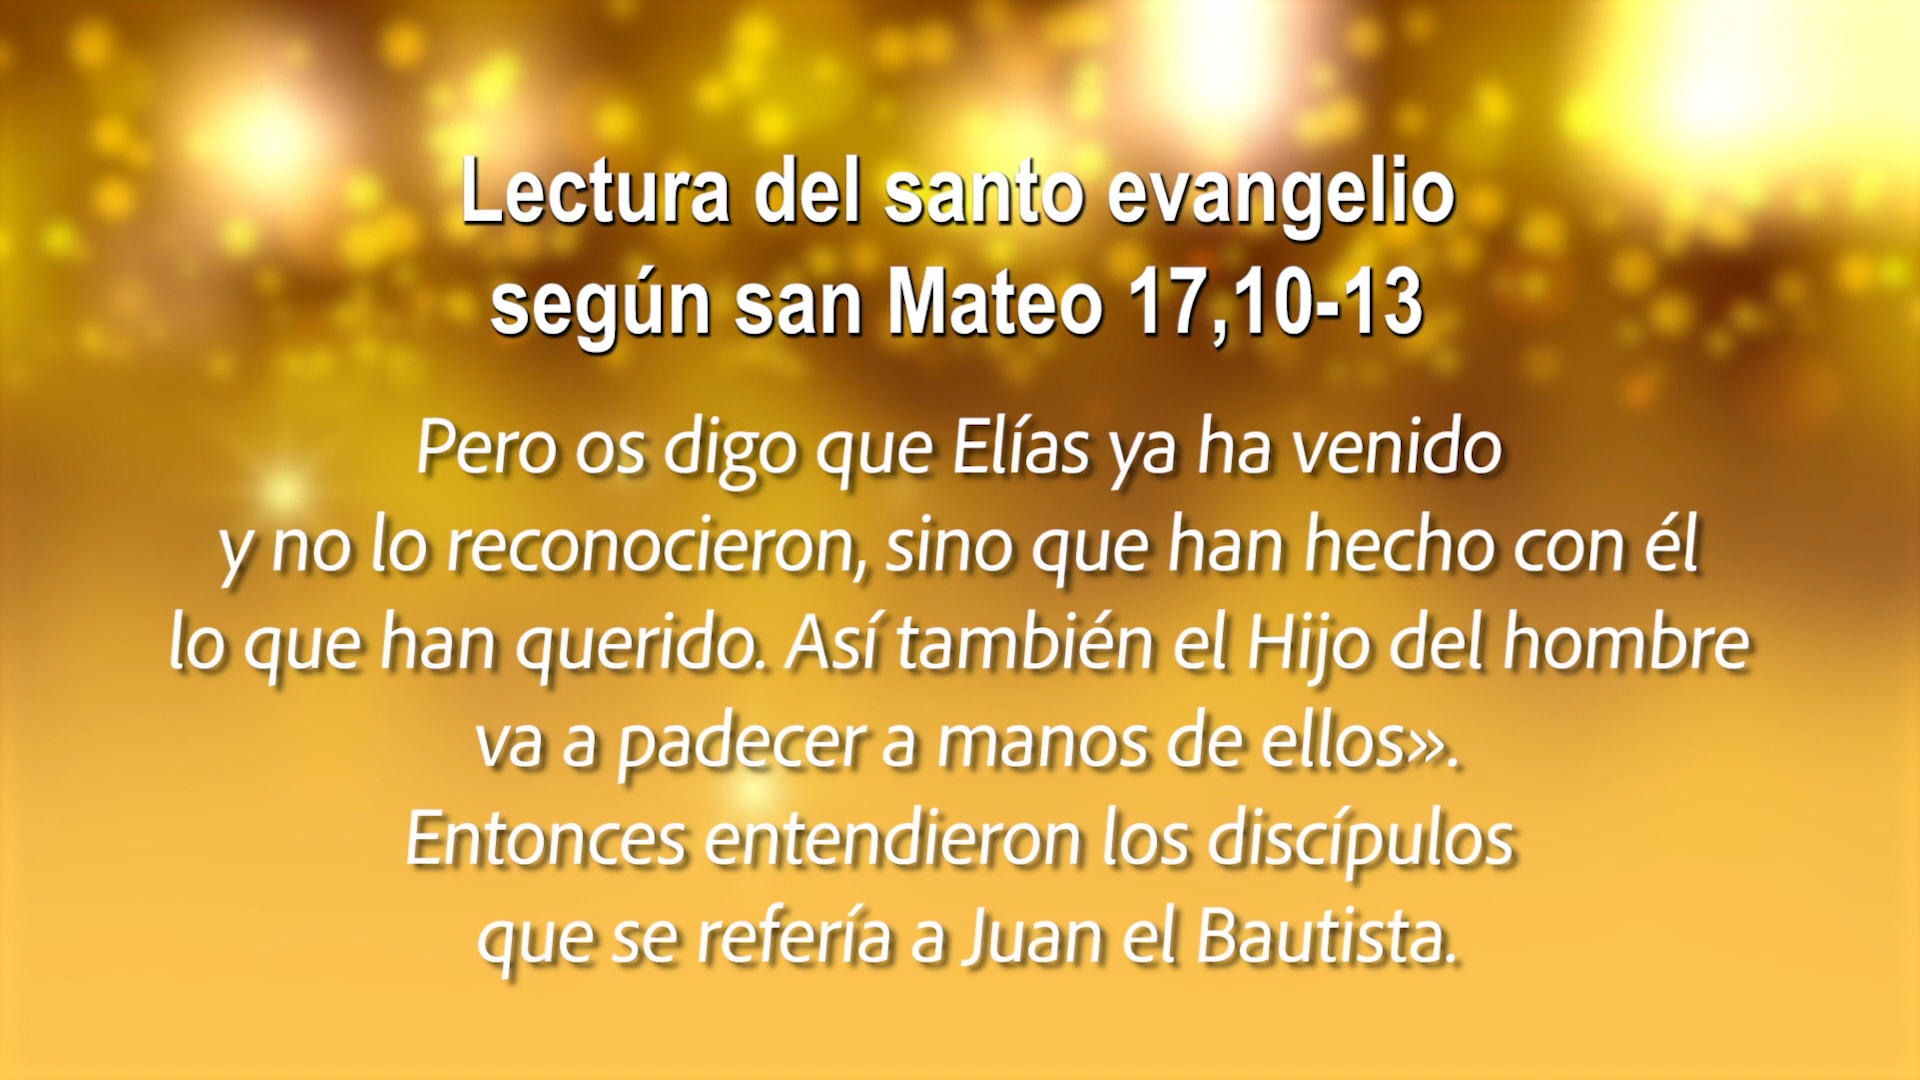 Lectura del santo evangelio
según san Mateo 17,10-13
Pero os digo que Elías ya ha venido
y no lo reconocieron, sino que han hecho con él
lo que han querido. Así también el Hijo del hombre
va a padecer a manos de ellos».
Entonces entendieron los discípulos
que se refería a Juan el Bautista.